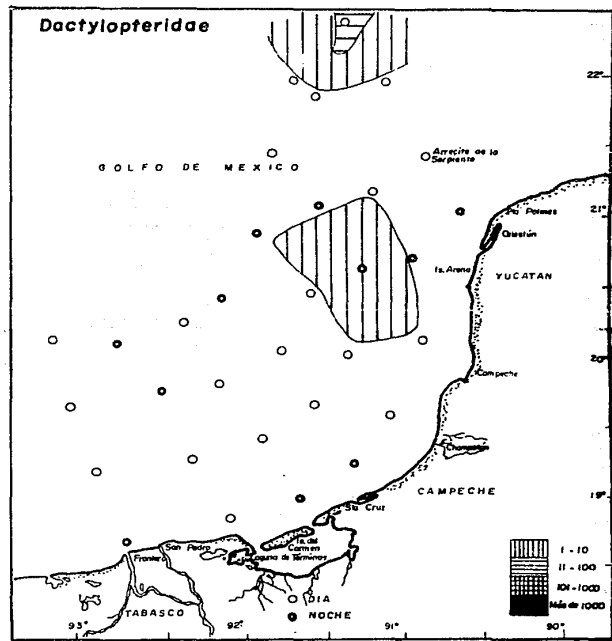 Dactylopteridae
22°
Arrecife de la
Serpiente
GOLFO DE MEXICO
21°
Pta Palmas
Celestún
Is. Arena
YUCATAN
20°
Campeche
Champotón
19°
CAMPECHE
Sta Cruz
Is. del
Carmen
San Pedro
Frontera
Laguna de Términos
1 - 10
11 - 100
101 - 1000
Más de 1000
DIA
NOCHE
TABASCO
93°
92°
91°
90°